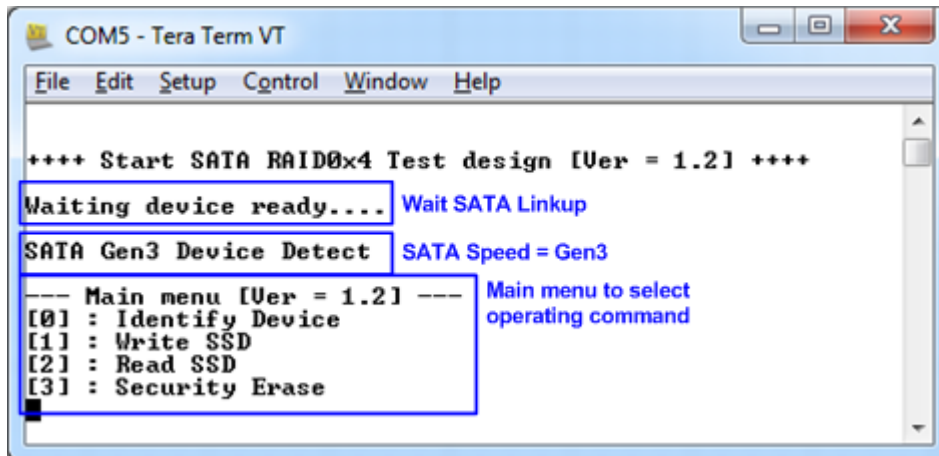 COM5 - Tera Term VT
File Edit Setup Control Window Help
++++ Start SATA RAID0x4 Test design [Ver = 1.2] ++++
Waiting device ready.... Wait SATA Linkup
SATA Gen3 Device Detect SATA Speed = Gen3
--- Main menu [Ver = 1.2] --- Main menu to select
[0] : Identify Device operating command
[1] : Write SSD
[2] : Read SSD
[3] : Security Erase